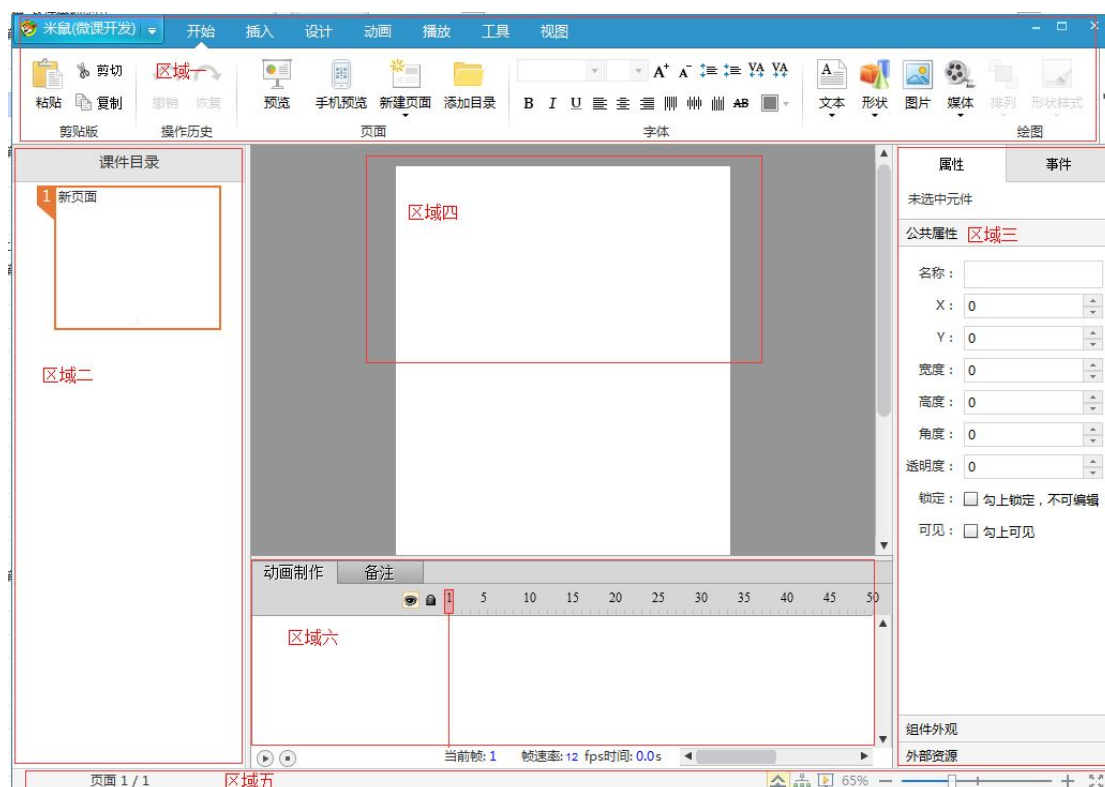 米鼠(微课开发) 开始 插入 设计 动画 播放 工具 视图
剪切 区域一
A⁺ A⁻ VA VA A
粘贴 复制 撤销 恢复 预览 手机预览 新建页面 添加目录 B I U AB 文本 形状 图片 媒体 排列 形状样式
剪贴版 操作历史 页面 字体 绘图
课件目录
1 新页面
区域二
区域四
属性 事件
未选中元件
公共属性 区域三
名称：
X： 0
Y： 0
宽度： 0
高度： 0
角度： 0
透明度： 0
锁定： 勾上锁定，不可编辑
可见： 勾上可见
组件外观
外部资源
动画制作 备注
1 5 10 15 20 25 30 35 40 45 50
区域六
当前帧: 1 帧速率: 12 fps时间: 0.0 s
页面 1 / 1 区域五 65%